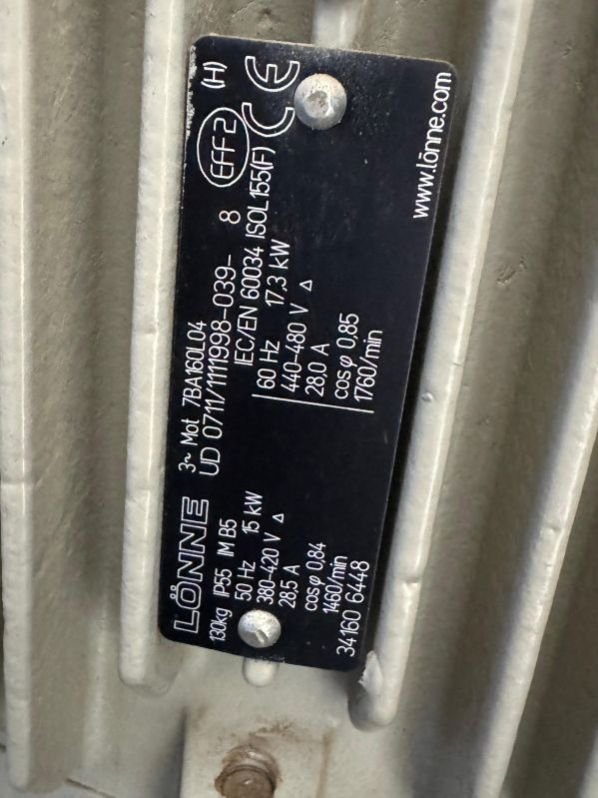 LÖNNE
3~ Mot 7BA160L04 (H)
UD 0711/1111998-039- 8 EFF2 CE
130kg IP55 IM B5 IEC/EN 60034 ISOL 155(F)
50 Hz 15 kW 60 Hz 17,3 kW
380-420 V Δ 440-480 V Δ
28,5 A 28,0 A
cosφ 0,84 cosφ 0,85
1460/min 1760/min
34160 6448
www.lönne.com